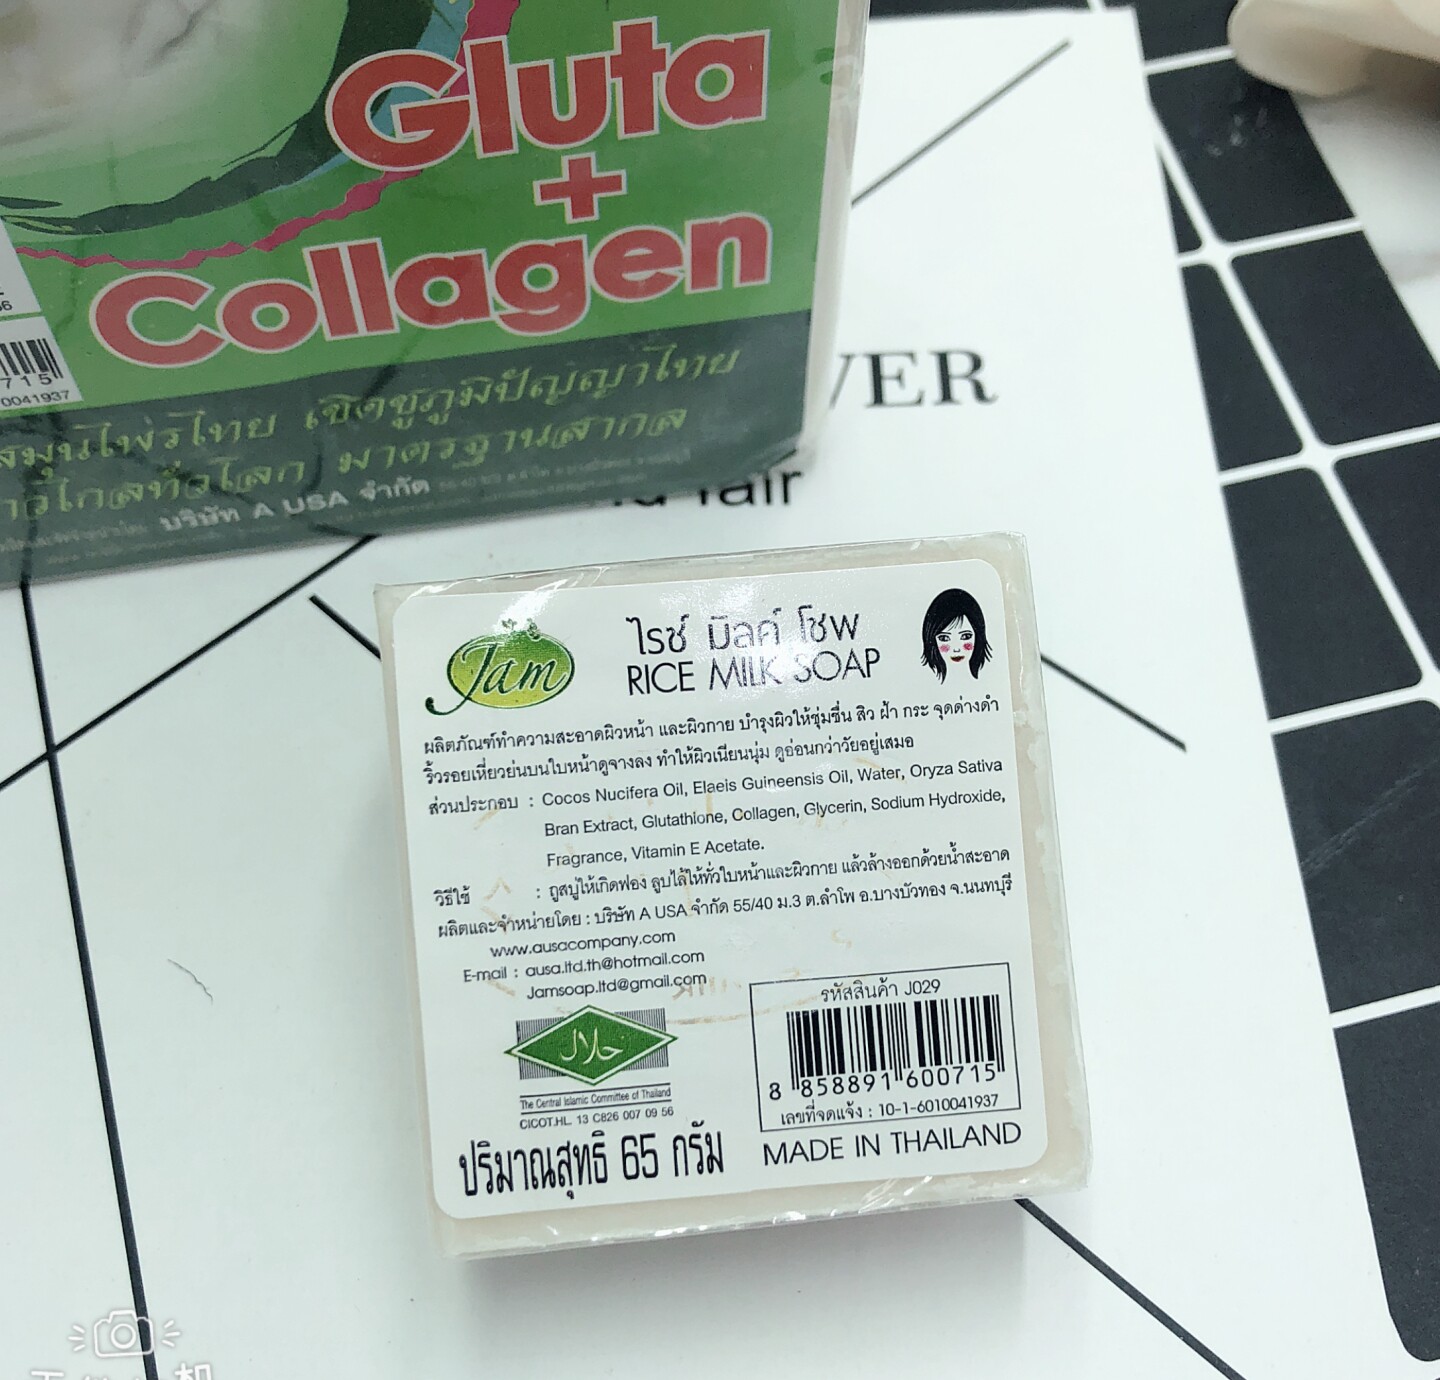 Gluta
+
Collagen
715
0041937
สมุนไพรไทย เชิดชูภูมิปัญญาไทย
ก้าวไกลทั่วโลก มาตรฐานสากล
บริษัท A USA จำกัด
VER
fair
Jam
ไรซ์ มิลค์ โซพ
RICE MILK SOAP
ผลิตภัณฑ์ทำความสะอาดผิวหน้า และผิวกาย บำรุงผิวให้ชุ่มชื่น สิว ฝ้า กระ จุดด่างดำ
ริ้วรอยเหี่ยวย่นบนใบหน้าดูจางลง ทำให้ผิวเนียนนุ่ม ดูอ่อนกว่าวัยอยู่เสมอ
ส่วนประกอบ : Cocos Nucifera Oil, Elaeis Guineensis Oil, Water, Oryza Sativa
Bran Extract, Glutathione, Collagen, Glycerin, Sodium Hydroxide,
Fragrance, Vitamin E Acetate.
วิธีใช้ : ถูสบู่ให้เกิดฟอง ลูบไล้ให้ทั่วใบหน้าและผิวกาย แล้วล้างออกด้วยน้ำสะอาด
ผลิตและจำหน่ายโดย : บริษัท A USA จำกัด 55/40 ม.3 ต.ลำโพ อ.บางบัวทอง จ.นนทบุรี
www.ausacompany.com
E-mail : ausa.ltd.th@hotmail.com
Jamsoap.ltd@gmail.com
حلال
The Central Islamic Committee of Thailand
CICOT.HL. 13 C826 007 09 56
ปริมาณสุทธิ 65 กรัม
รหัสสินค้า J029
8 858891 600715
เลขที่จดแจ้ง : 10-1-6010041937
MADE IN THAILAND